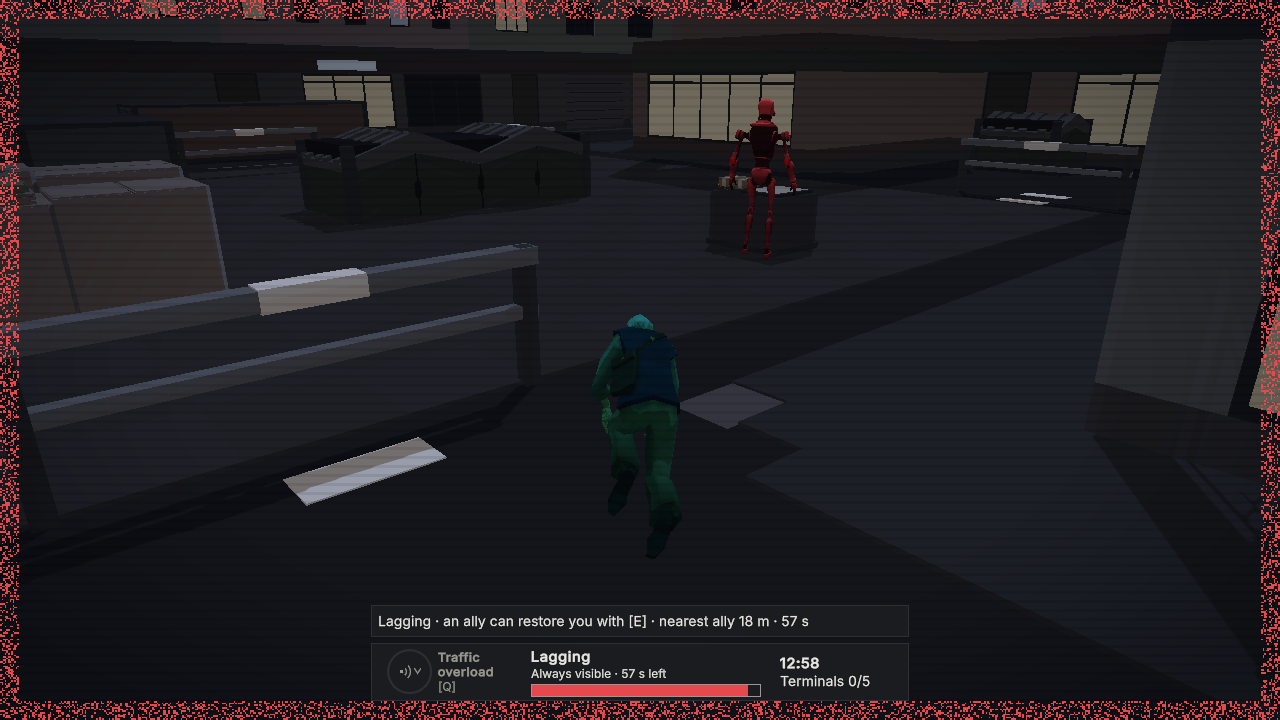 Lagging · an ally can restore you with [E] · nearest ally 18 m · 57 s
Traffic
overload
[Q]
Lagging
Always visible · 57 s left
12:58
Terminals 0/5